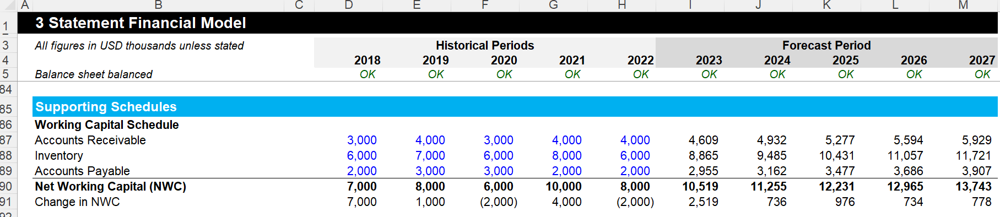 A B C D E F G H I J K L M
1 3 Statement Financial Model
3 All figures in USD thousands unless stated Historical Periods Forecast Period
4 2018 2019 2020 2021 2022 2023 2024 2025 2026 2027
5 Balance sheet balanced OK OK OK OK OK OK OK OK OK OK
84
85 Supporting Schedules
86 Working Capital Schedule
87 Accounts Receivable 3,000 4,000 3,000 4,000 4,000 4,609 4,932 5,277 5,594 5,929
88 Inventory 6,000 7,000 6,000 8,000 6,000 8,865 9,485 10,431 11,057 11,721
89 Accounts Payable 2,000 3,000 3,000 2,000 2,000 2,955 3,162 3,477 3,686 3,907
90 Net Working Capital (NWC) 7,000 8,000 6,000 10,000 8,000 10,519 11,255 12,231 12,965 13,743
91 Change in NWC 7,000 1,000 (2,000) 4,000 (2,000) 2,519 736 976 734 778